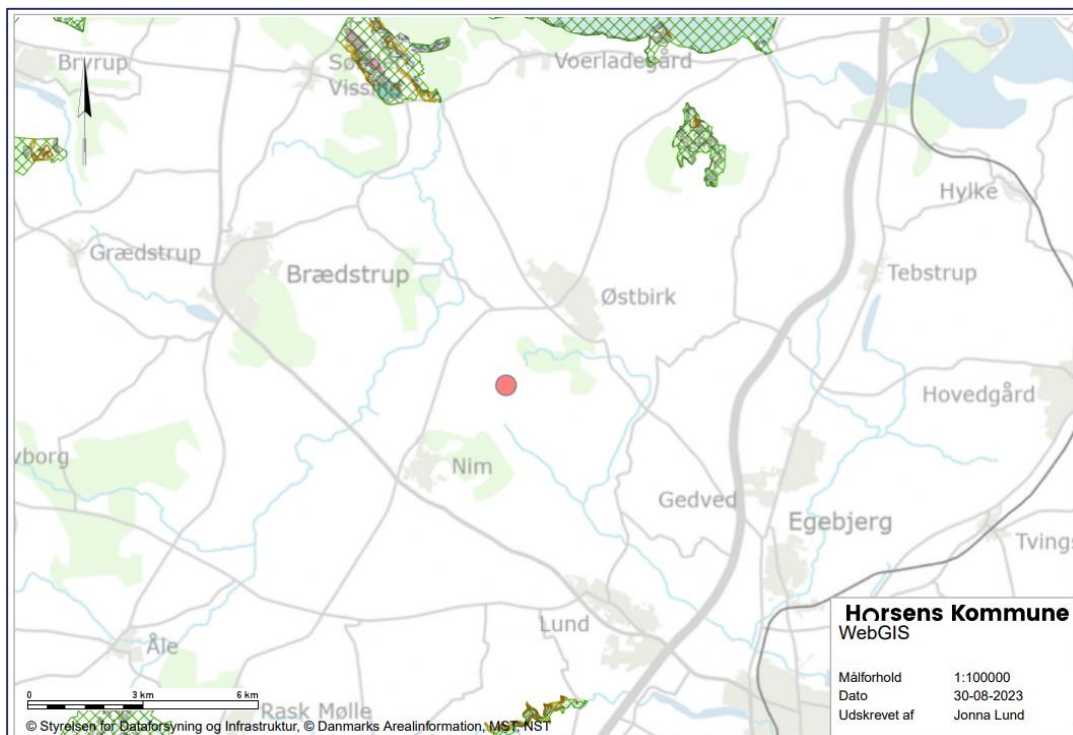 Bryrup
Voerladegård
Hylke
Grædstrup
Brædstrup
Tebstrup
Østbirk
Hovedgård
vborg
Nim
Gedved
Egebjerg
Tvings
Horsens Kommune
WebGIS
Lund
Åle
Målforhold 1:100000
Dato 30-08-2023
Udskrevet af Jonna Lund
0 3 km 6 km
Rask Mølle
© Styrelsen for Dataforsyning og Infrastruktur, © Danmarks Arealinformation, MST, NST